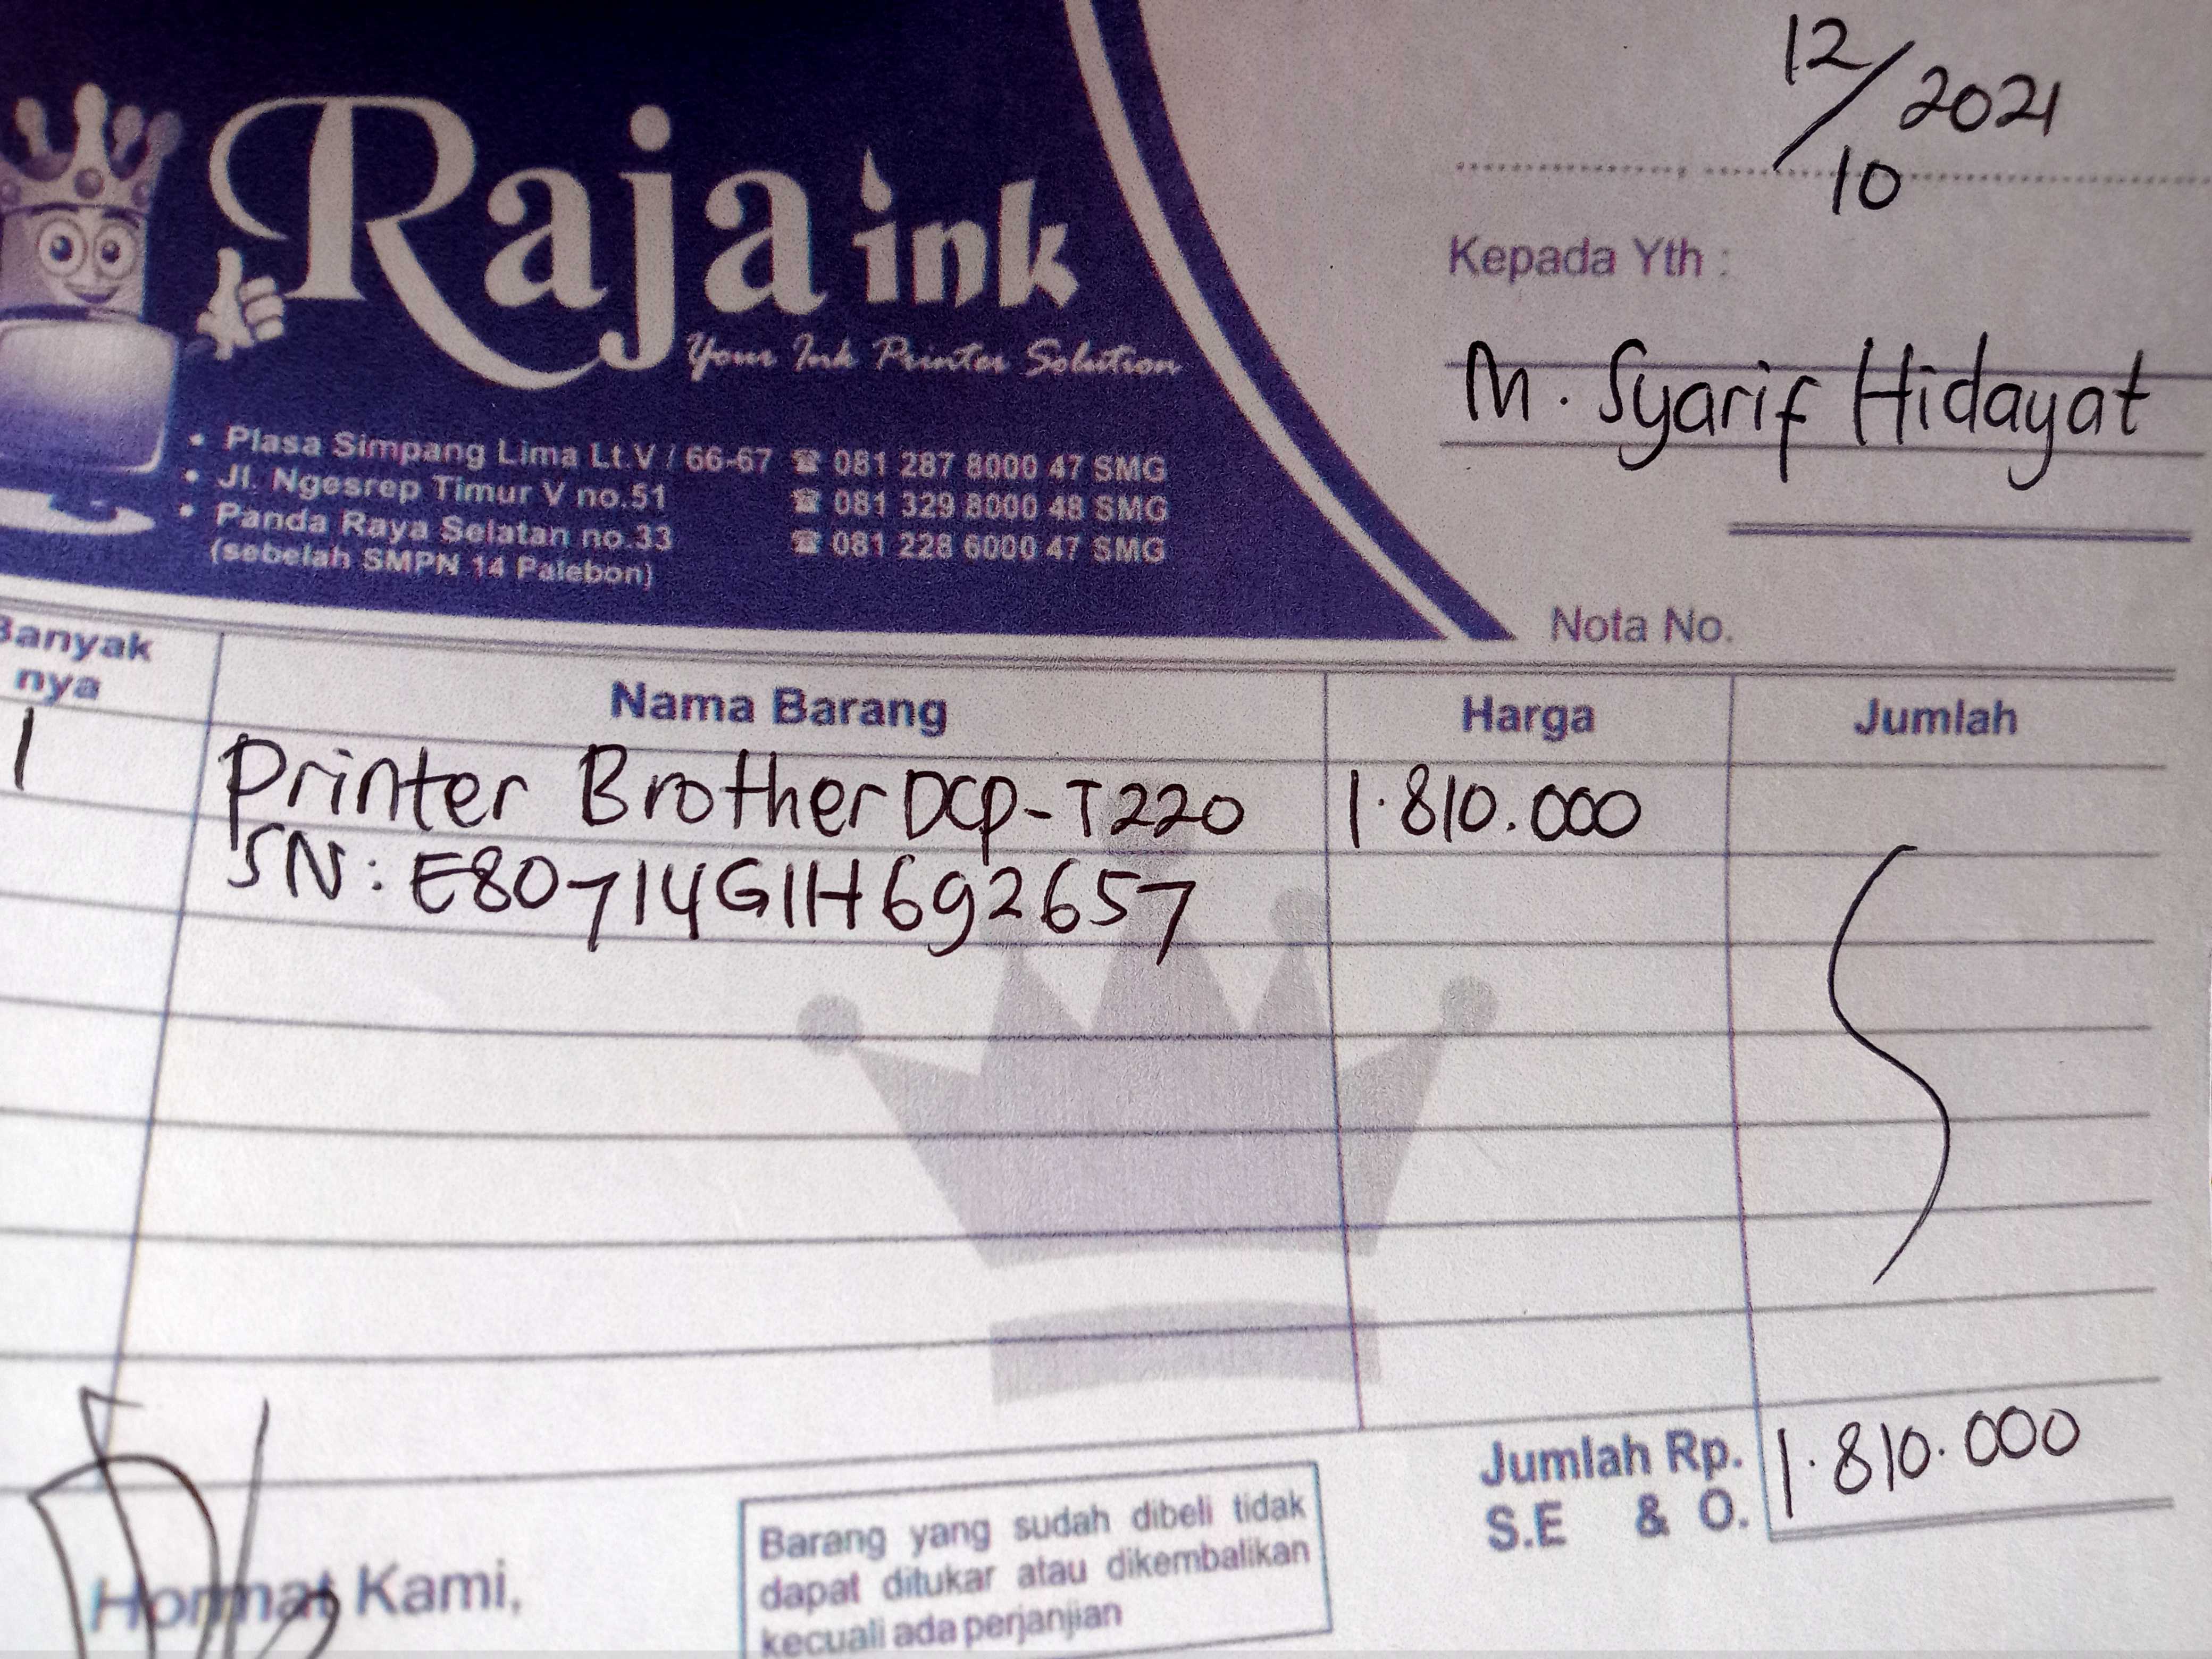 12/10 2021
Raja ink
Your Ink Printer Solution
• Plasa Simpang Lima Lt.V / 66-67 ☎ 081 287 8000 47 SMG
• Jl. Ngesrep Timur V no.51 ☎ 081 329 8000 48 SMG
• Panda Raya Selatan no.33 ☎ 081 228 6000 47 SMG
(sebelah SMPN 14 Palebon)
Kepada Yth :
M. Syarif Hidayat
Nota No.
Banyak nya Nama Barang Harga Jumlah
1 Printer Brother DCP-T220 1.810.000
SN: E80714G1H692657
Jumlah Rp. 1.810.000
S.E & O.
Hormat Kami,
Barang yang sudah dibeli tidak
dapat ditukar atau dikembalikan
kecuali ada perjanjian